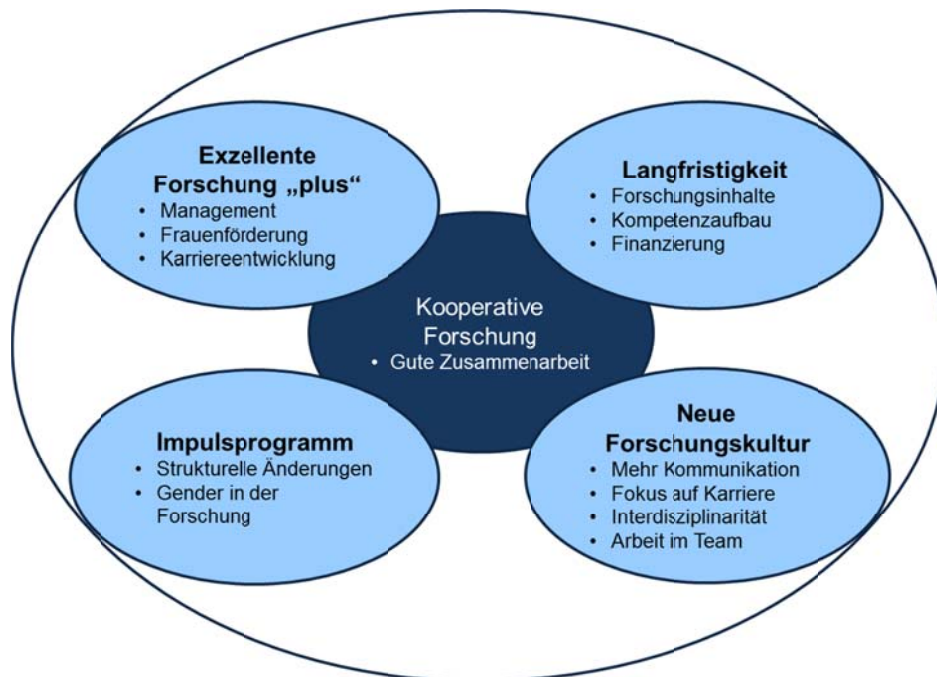 Exzellente
Forschung „plus“
• Management
• Frauenförderung
• Karriereentwicklung
Langfristigkeit
• Forschungsinhalte
• Kompetenzaufbau
• Finanzierung
Kooperative
Forschung
• Gute Zusammenarbeit
Impulsprogramm
• Strukturelle Änderungen
• Gender in der
Forschung
Neue
Forschungskultur
• Mehr Kommunikation
• Fokus auf Karriere
• Interdisziplinarität
• Arbeit im Team